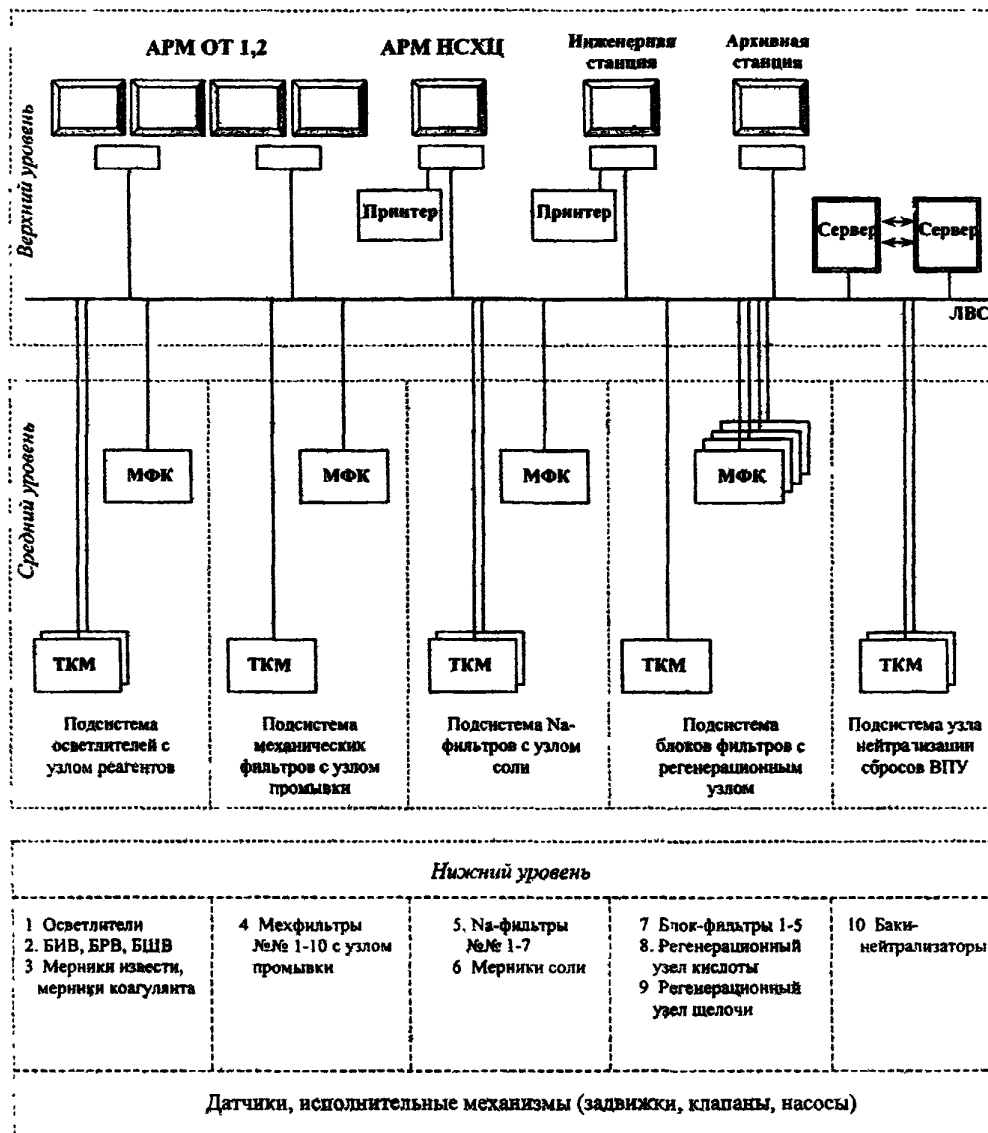 АРМ ОТ 1,2
АРМ НСХЦ
Инженерная
станция
Архивная
станция
Верхний уровень
Принтер
Принтер
Сервер
Сервер
ЛВС
Средний уровень
МФК
МФК
МФК
МФК
ТКМ
ТКМ
ТКМ
ТКМ
ТКМ
Подсистема
осветлителей с
узлом реагентов
Подсистема
механических
фильтров с узлом
промывки
Подсистема Na-
фильтров с узлом
соли
Подсистема
блоков фильтров с
регенерационным
узлом
Подсистема узла
нейтрализации
сбросов ВПУ
Нижний уровень
1 Осветлители
2. БИВ, БРВ, БШВ
3 Мерники извести,
мерники коагулянта
4 Мехфильтры
№№ 1-10 с узлом
промывки
5. Na-фильтры
№№ 1-7
6 Мерники соли
7 Блок-фильтры 1-5
8. Регенерационный
узел кислоты
9 Регенерационный
узел щелочи
10 Баки-
нейтрализаторы
Датчики, исполнительные механизмы (задвижки, клапаны, насосы)